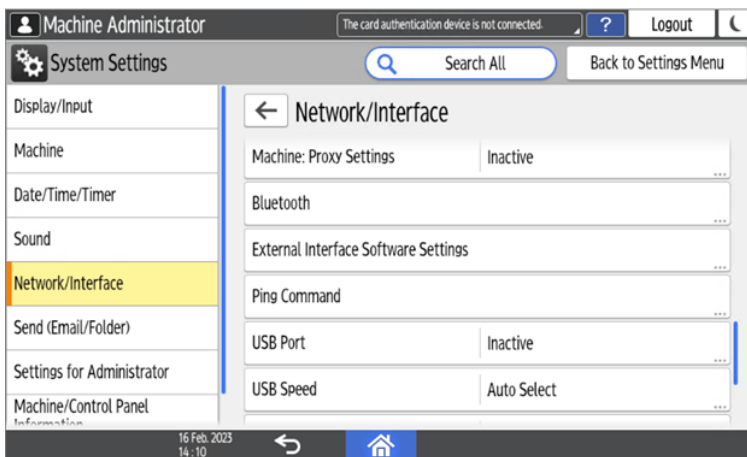 Machine Administrator
The card authentication device is not connected.
?
Logout
System Settings
Search All
Back to Settings Menu
Display/Input
Machine
Date/Time/Timer
Sound
Network/Interface
Send (Email/Folder)
Settings for Administrator
Machine/Control Panel
Information
Network/Interface
Machine: Proxy Settings Inactive
Bluetooth
External Interface Software Settings
Ping Command
USB Port Inactive
USB Speed Auto Select
16 Feb. 2023
14:10